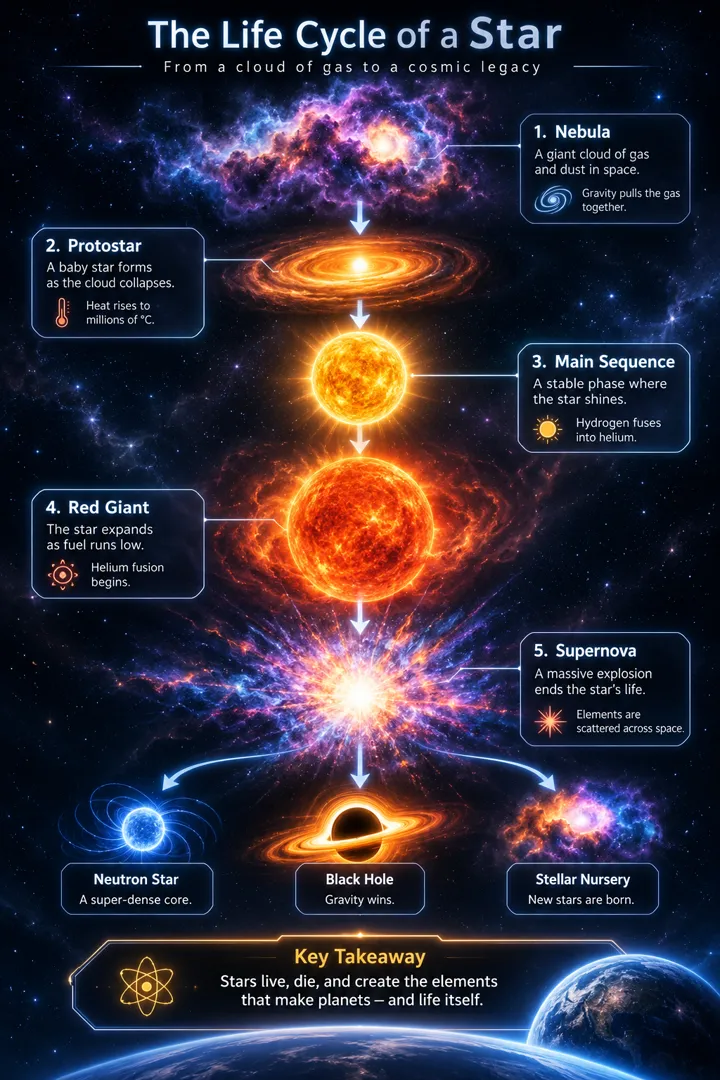 The Life Cycle of a Star
From a cloud of gas to a cosmic legacy
1. Nebula
A giant cloud of gas
and dust in space.
Gravity pulls the gas
together.
2. Protostar
A baby star forms
as the cloud collapses.
Heat rises to
millions of °C.
3. Main Sequence
A stable phase where
the star shines.
Hydrogen fuses
into helium.
4. Red Giant
The star expands
as fuel runs low.
Helium fusion
begins.
5. Supernova
A massive explosion
ends the star's life.
Elements are
scattered across space.
Neutron Star
A super-dense core.
Black Hole
Gravity wins.
Stellar Nursery
New stars are born.
Key Takeaway
Stars live, die, and create the elements
that make planets – and life itself.